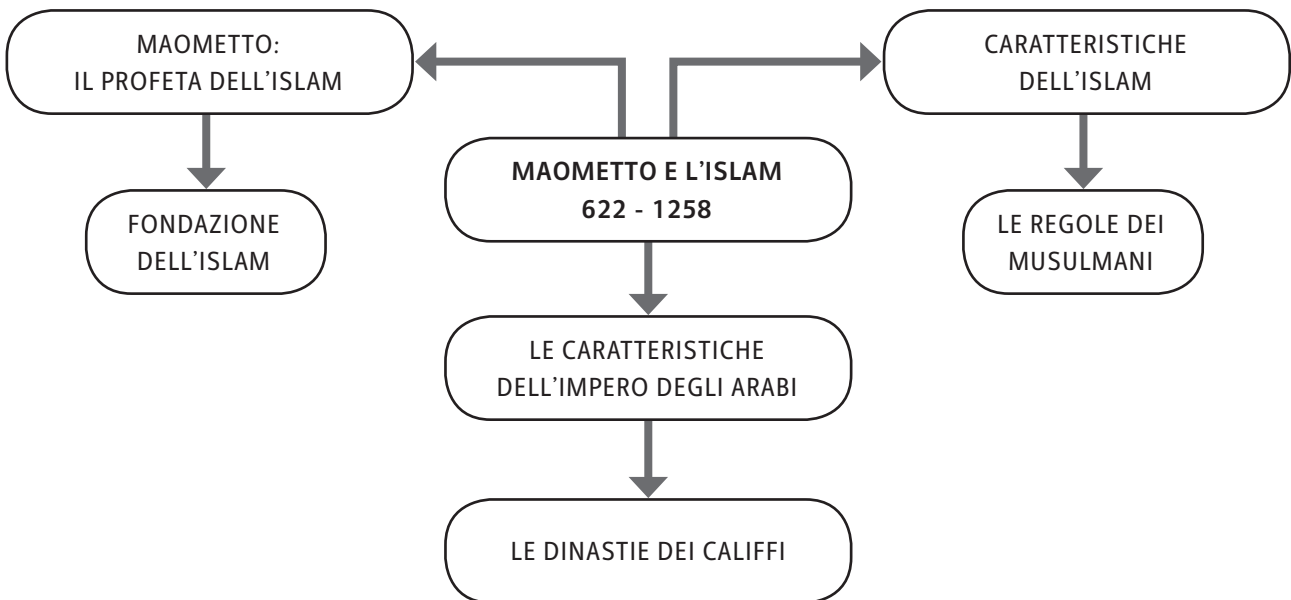 MAOMETTO:
IL PROFETA DELL’ISLAM
CARATTERISTICHE
DELL’ISLAM
MAOMETTO E L’ISLAM
622 - 1258
FONDAZIONE
DELL’ISLAM
LE REGOLE DEI
MUSULMANI
LE CARATTERISTICHE
DELL’IMPERO DEGLI ARABI
LE DINASTIE DEI CALIFFI